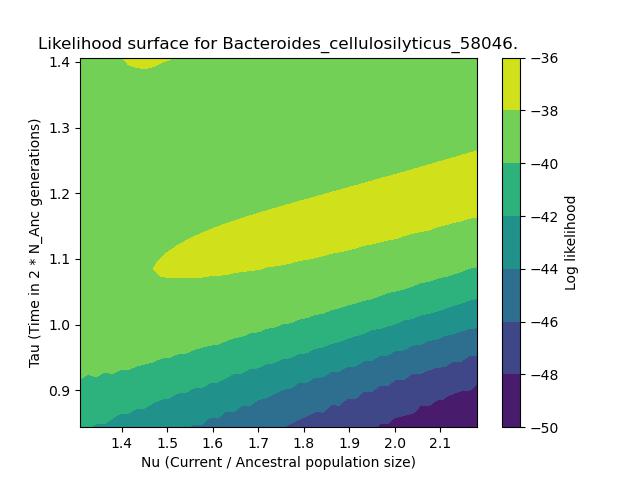 Likelihood surface for Bacteroides_cellulosilyticus_58046.
Tau (Time in 2 * N_Anc generations)
1.4
1.3
1.2
1.1
1.0
0.9
1.4 1.5 1.6 1.7 1.8 1.9 2.0 2.1
Nu (Current / Ancestral population size)
−36
−38
−40
−42
−44
−46
−48
−50
Log likelihood